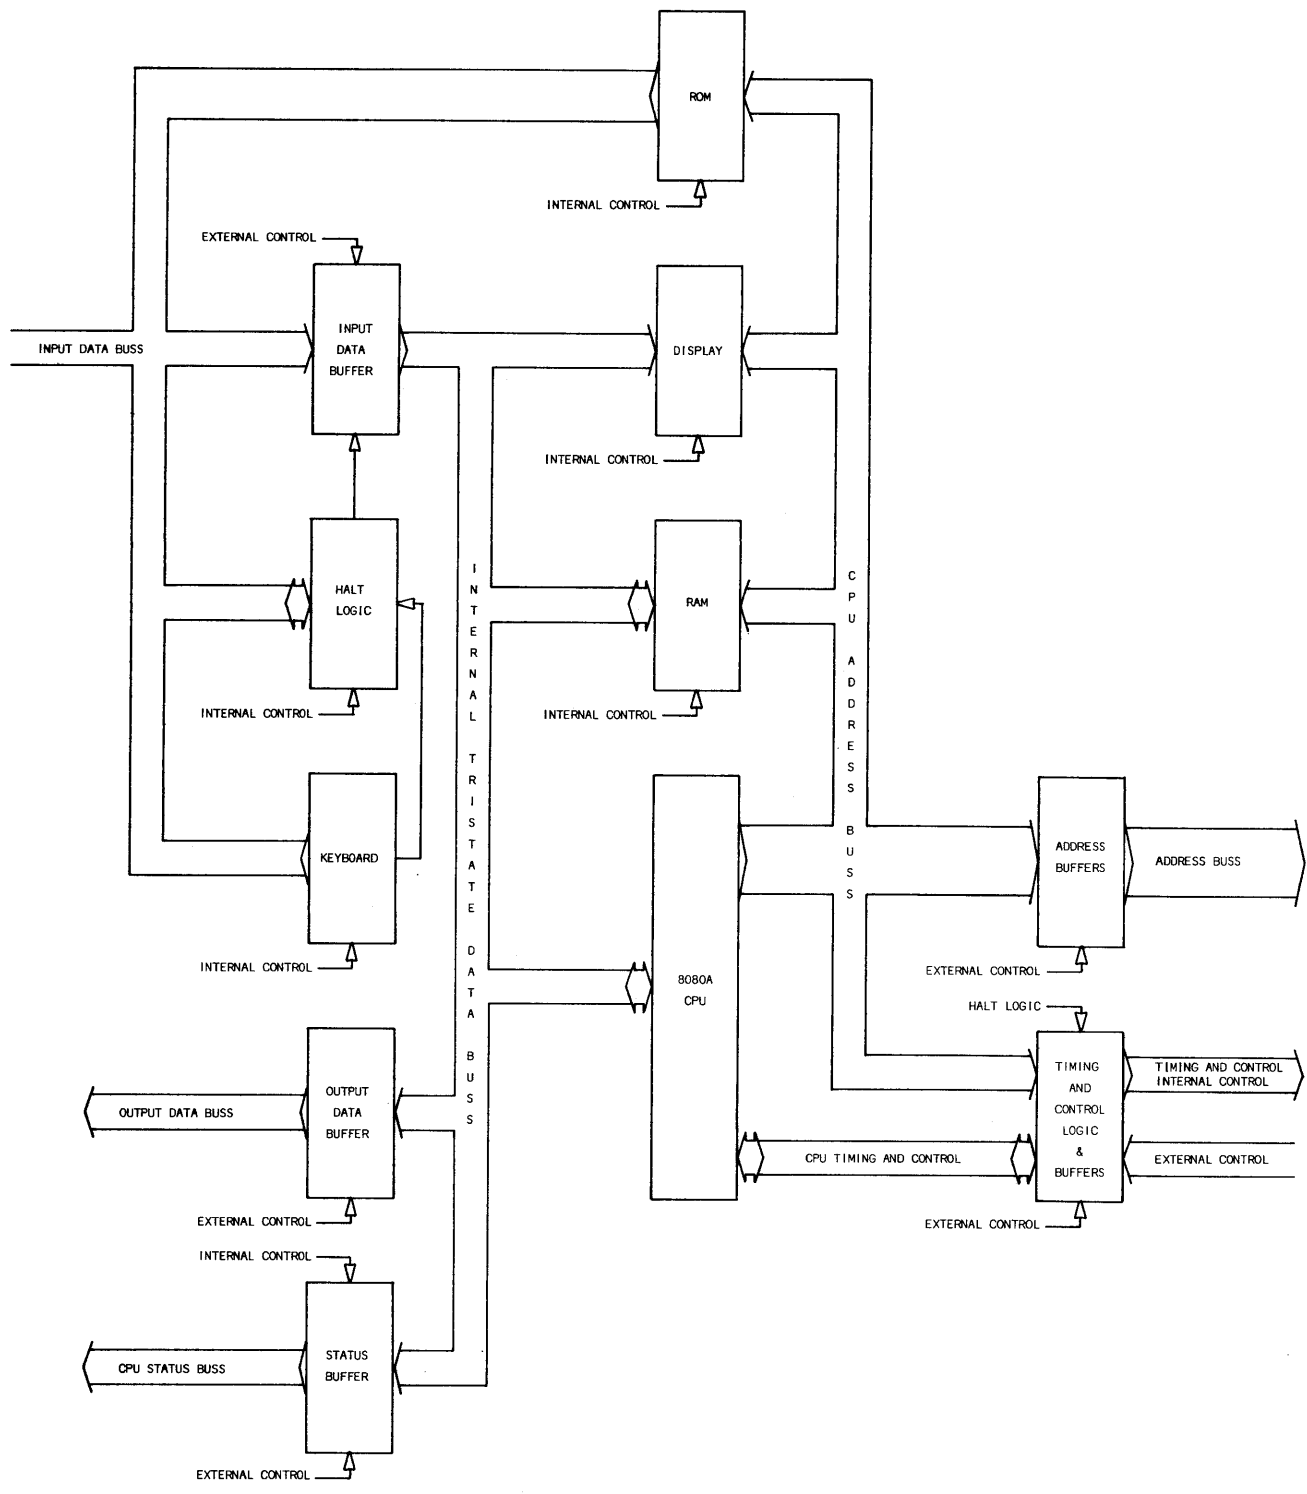 ROM
INTERNAL CONTROL
EXTERNAL CONTROL
INPUT
DATA
BUFFER
INPUT DATA BUSS
DISPLAY
INTERNAL CONTROL
HALT
LOGIC
RAM
INTERNAL CONTROL
INTERNAL CONTROL
INTERNAL TRISTATE DATA BUSS
CPU ADDRESS BUSS
KEYBOARD
INTERNAL CONTROL
8080A
CPU
ADDRESS
BUFFERS
ADDRESS BUSS
EXTERNAL CONTROL
HALT LOGIC
TIMING
AND
CONTROL
LOGIC
&
BUFFERS
TIMING AND CONTROL
INTERNAL CONTROL
CPU TIMING AND CONTROL
EXTERNAL CONTROL
EXTERNAL CONTROL
OUTPUT
DATA
BUFFER
OUTPUT DATA BUSS
EXTERNAL CONTROL
INTERNAL CONTROL
STATUS
BUFFER
CPU STATUS BUSS
EXTERNAL CONTROL